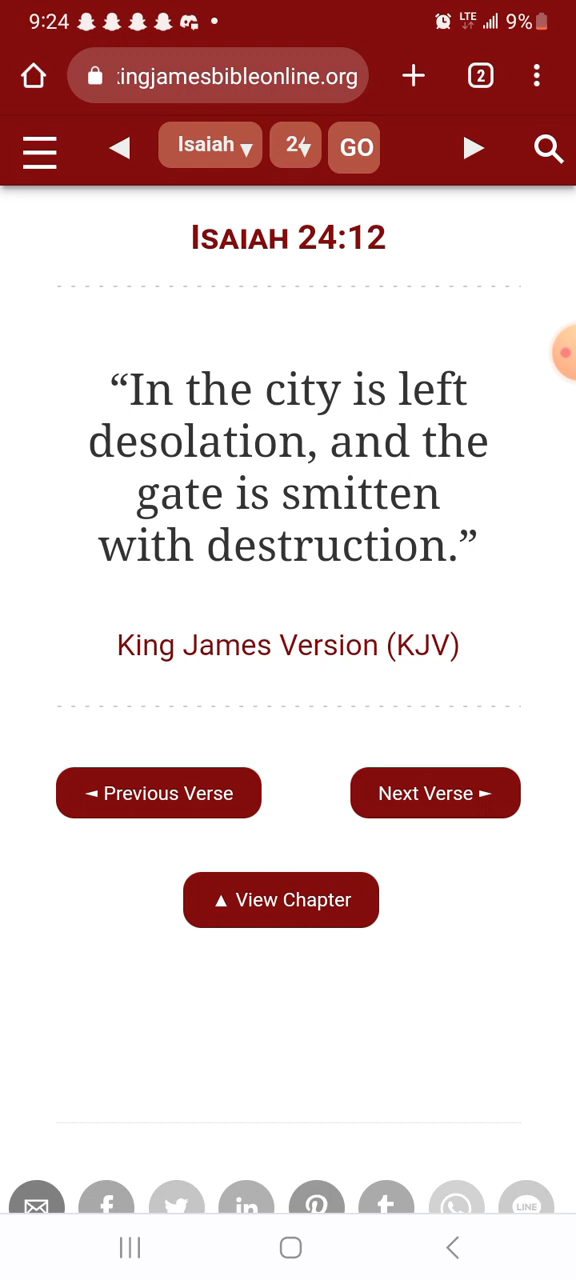 9:24 LTE 9%
:ingjamesbibleonline.org 2
Isaiah 24 GO
ISAIAH 24:12
“In the city is left
desolation, and the
gate is smitten
with destruction.”
King James Version (KJV)
◄ Previous Verse Next Verse ►
▲ View Chapter
LINE